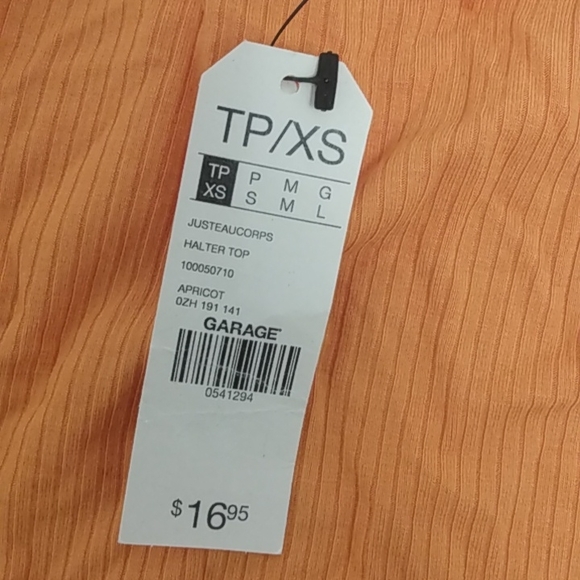 TP/XS
TP P M G
XS S M L
JUSTEAUCORPS
HALTER TOP
100050710
APRICOT
0ZH 191 141
GARAGE
0541294
$16.95